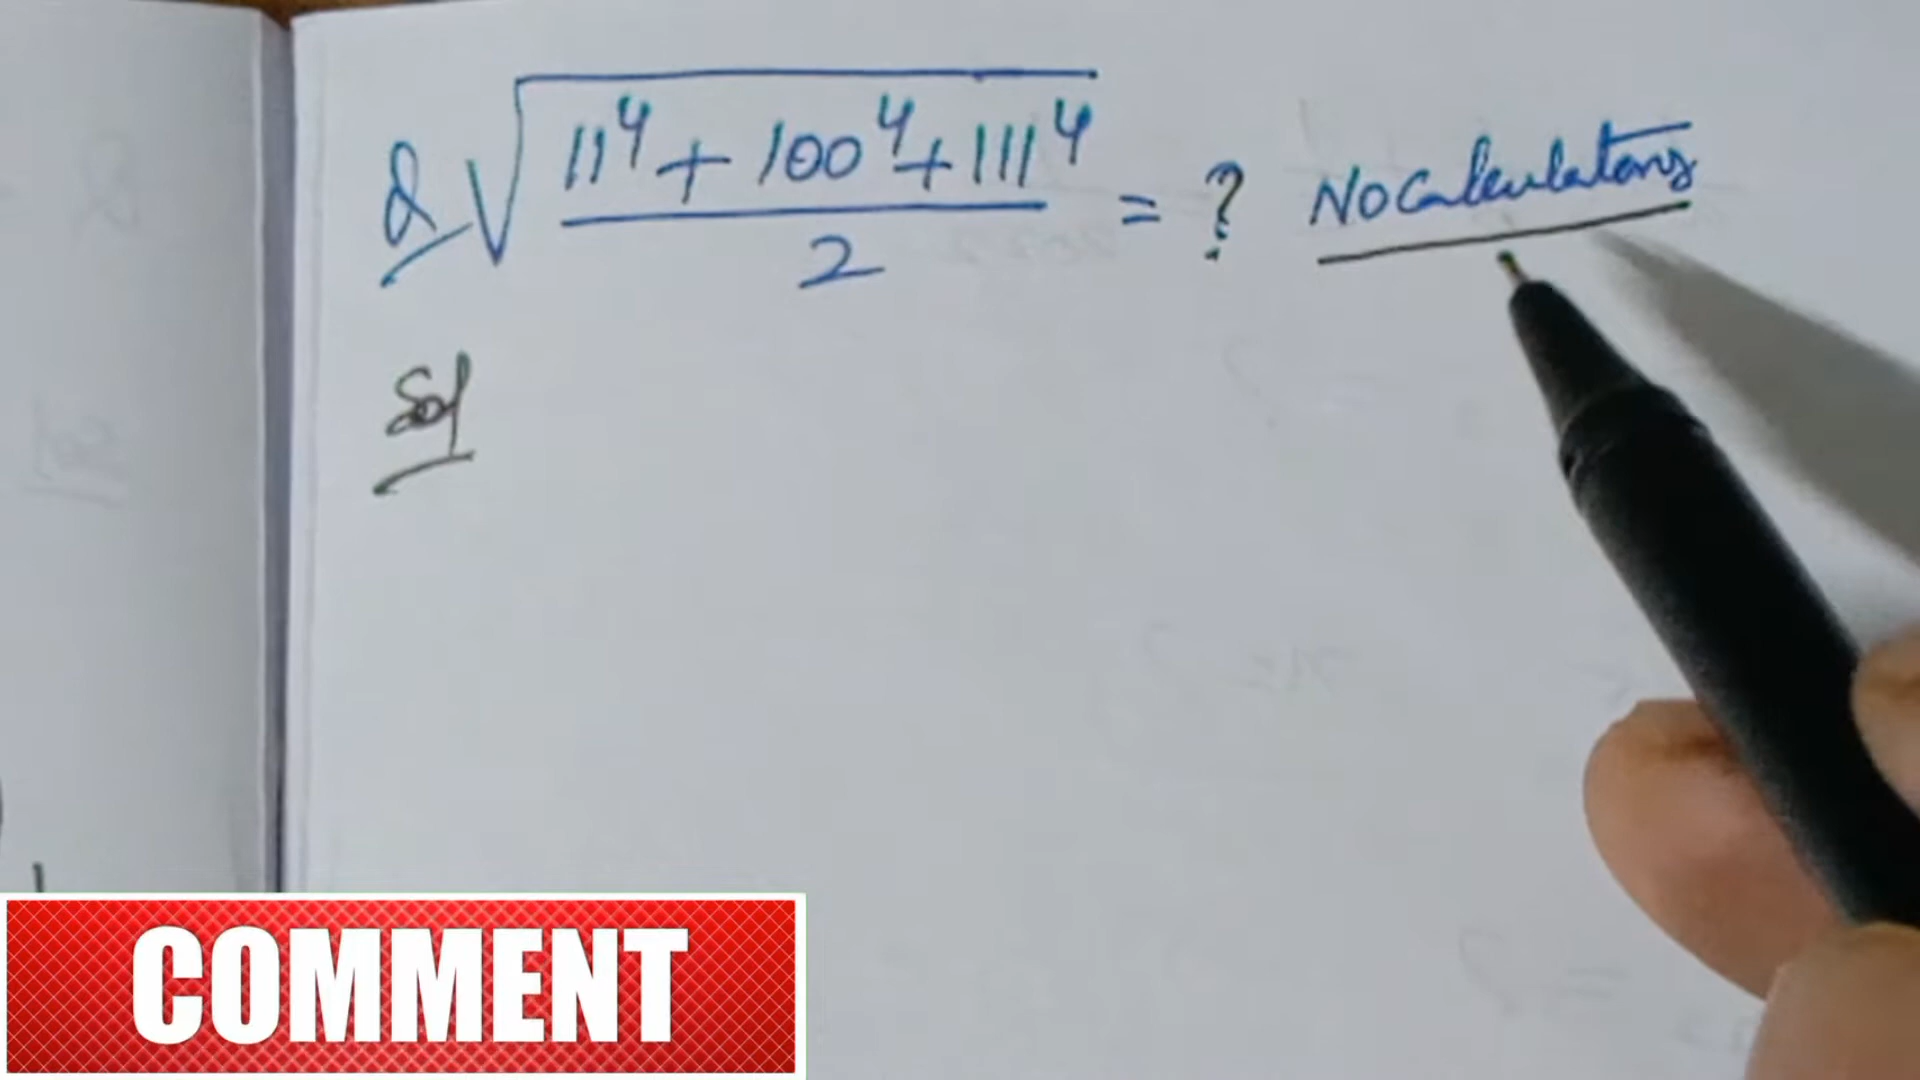 Q √ 11⁴ + 100⁴ + 111⁴ = ? No Calculators
2
Sol
COMMENT